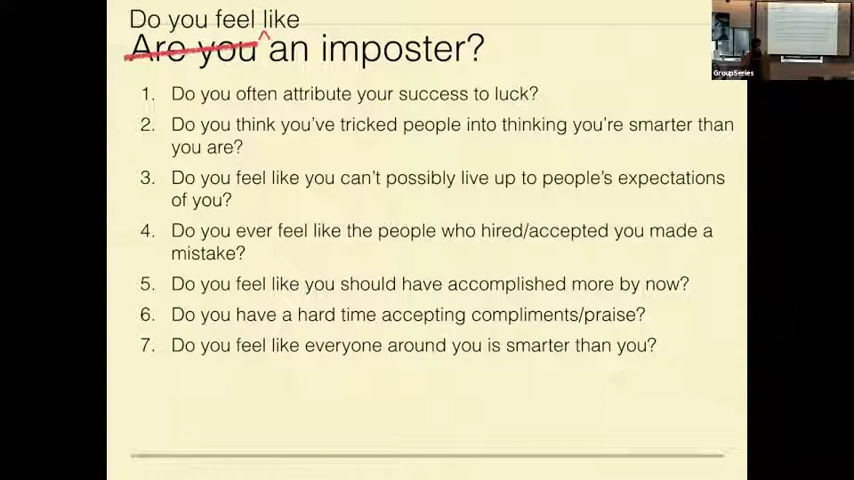 Do you feel like
^
Are you an imposter?
1. Do you often attribute your success to luck?
2. Do you think you've tricked people into thinking you're smarter than
you are?
3. Do you feel like you can't possibly live up to people's expectations
of you?
4. Do you ever feel like the people who hired/accepted you made a
mistake?
5. Do you feel like you should have accomplished more by now?
6. Do you have a hard time accepting compliments/praise?
7. Do you feel like everyone around you is smarter than you?
GroupSeries